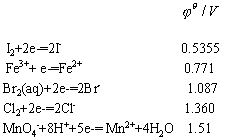 φ^θ / V
I₂+2e-=2I⁻ 0.5355
Fe³⁺+ e-=Fe²⁺ 0.771
Br₂(aq)+2e-=2Br⁻ 1.087
Cl₂+2e-=2Cl⁻ 1.360
MnO₄⁻+8H⁺+5e-= Mn²⁺+4H₂O 1.51